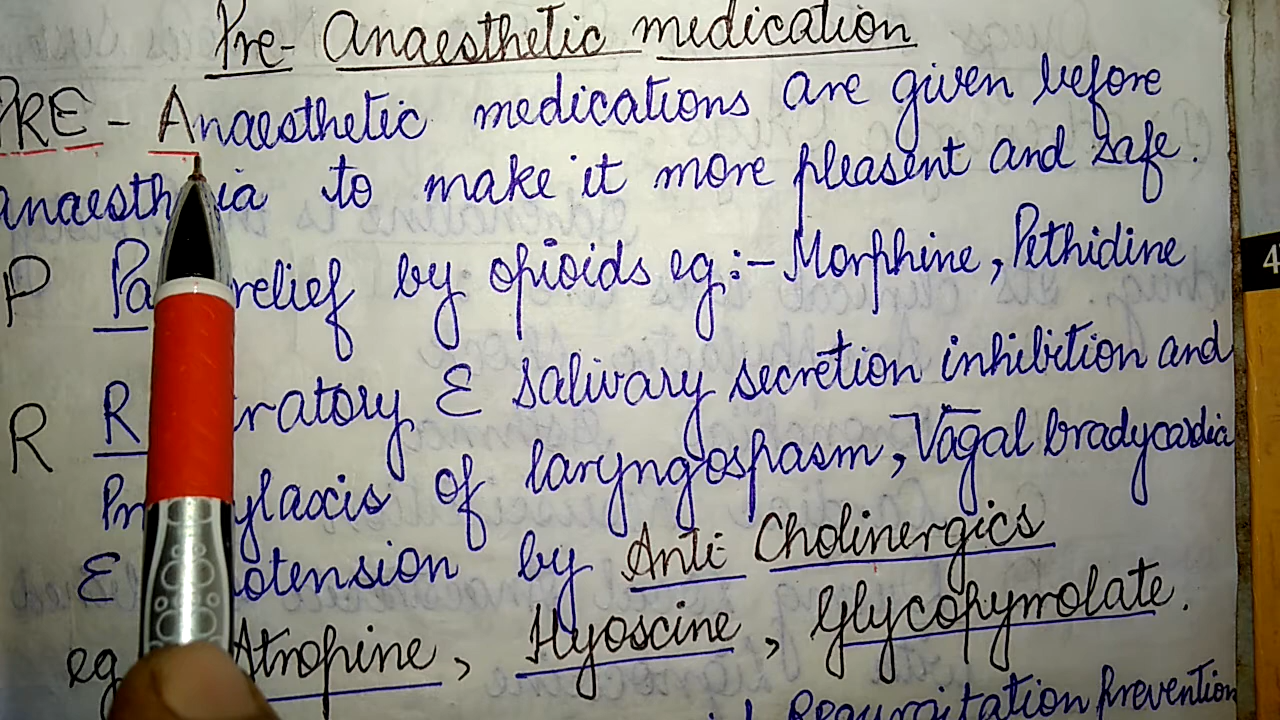 Pre- Anaesthetic medication
PRE - Anaesthetic medications are given before
anaesth ia to make it more pleasent and safe.
P Pa relief by opioids eg:- Morphine, Pethidine
R R ratory & salivary secretion inhibition and
ylaxis of laryngospasm, Vagal bradycardia
& otension by Anti Cholinergics
eg Atropine, Hyoscine, Glycopyrrolate.
Regurgitation Prevention
4